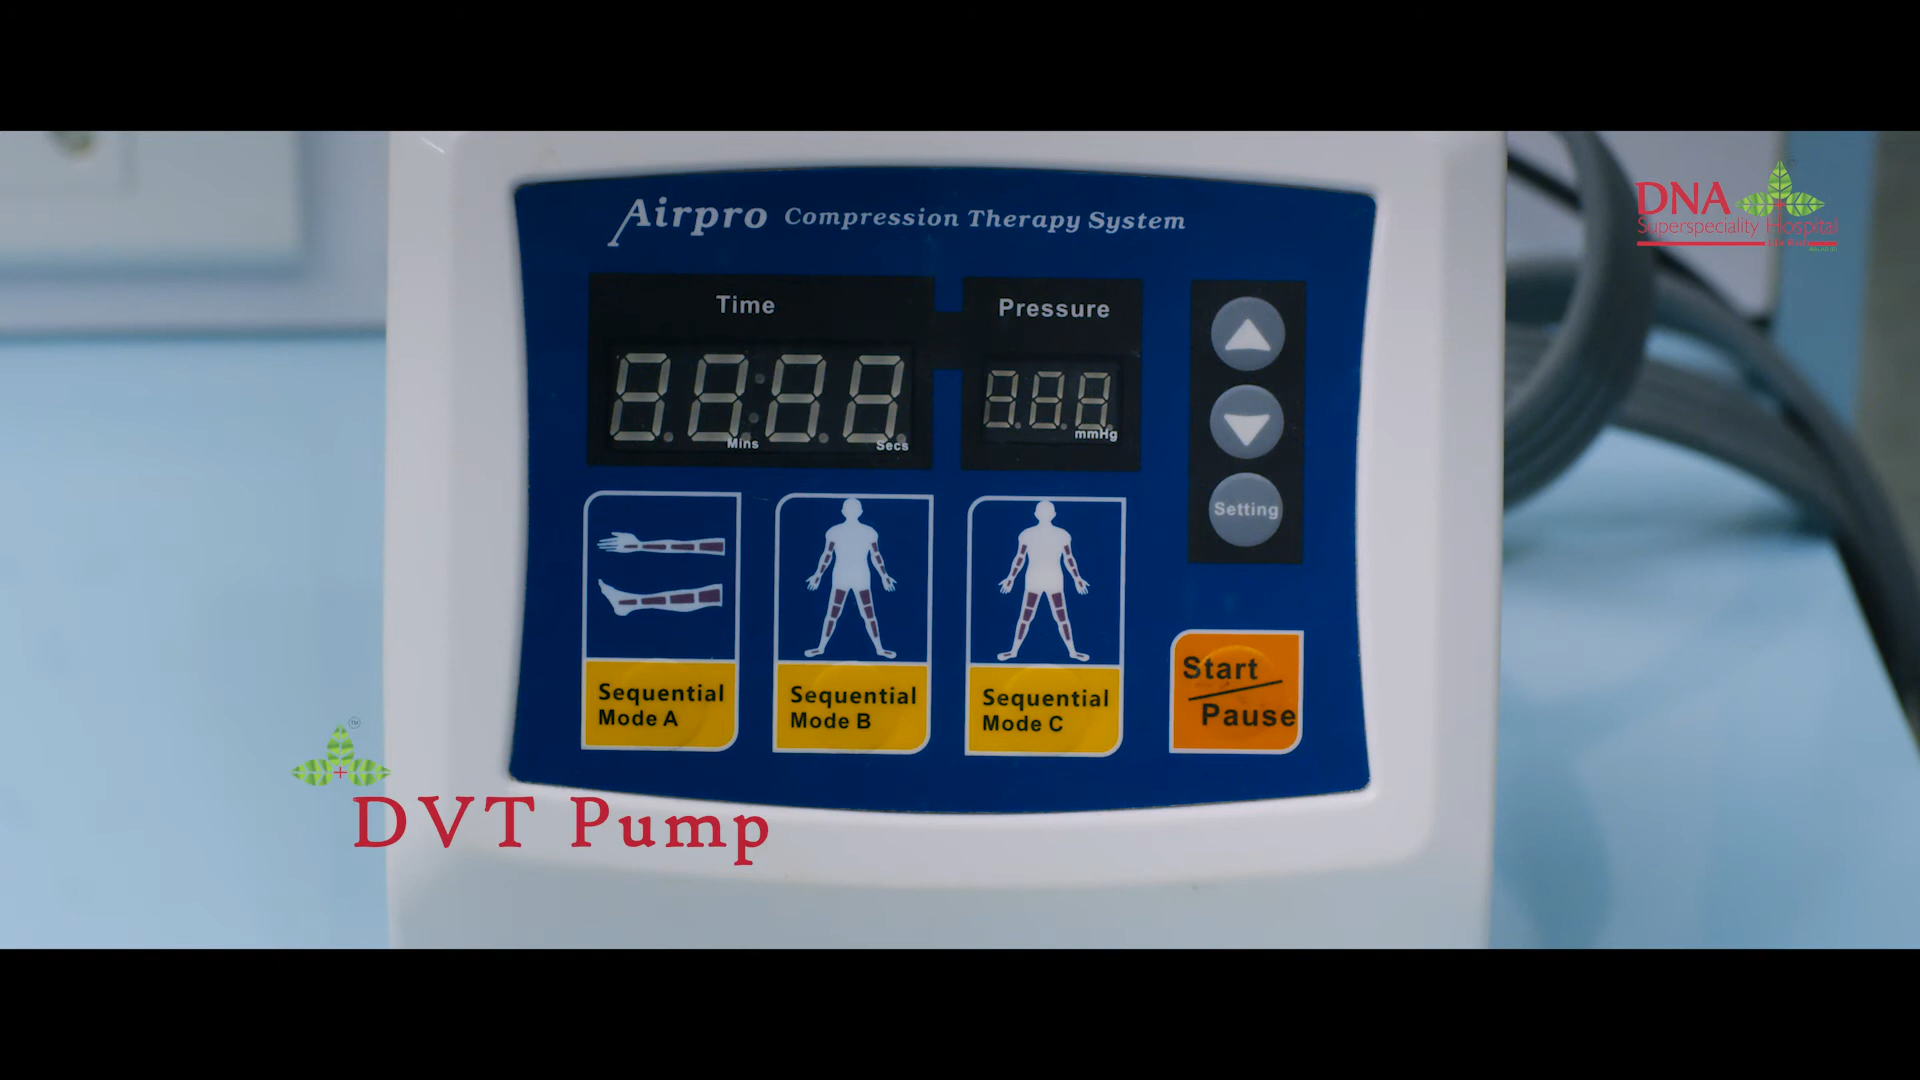 Airpro Compression Therapy System
DNA
Superspeciality Hospital
Time
Pressure
Mins
Secs
mmHg
Setting
Sequential
Mode A
Sequential
Mode B
Sequential
Mode C
Start
Pause
TM
DVT Pump